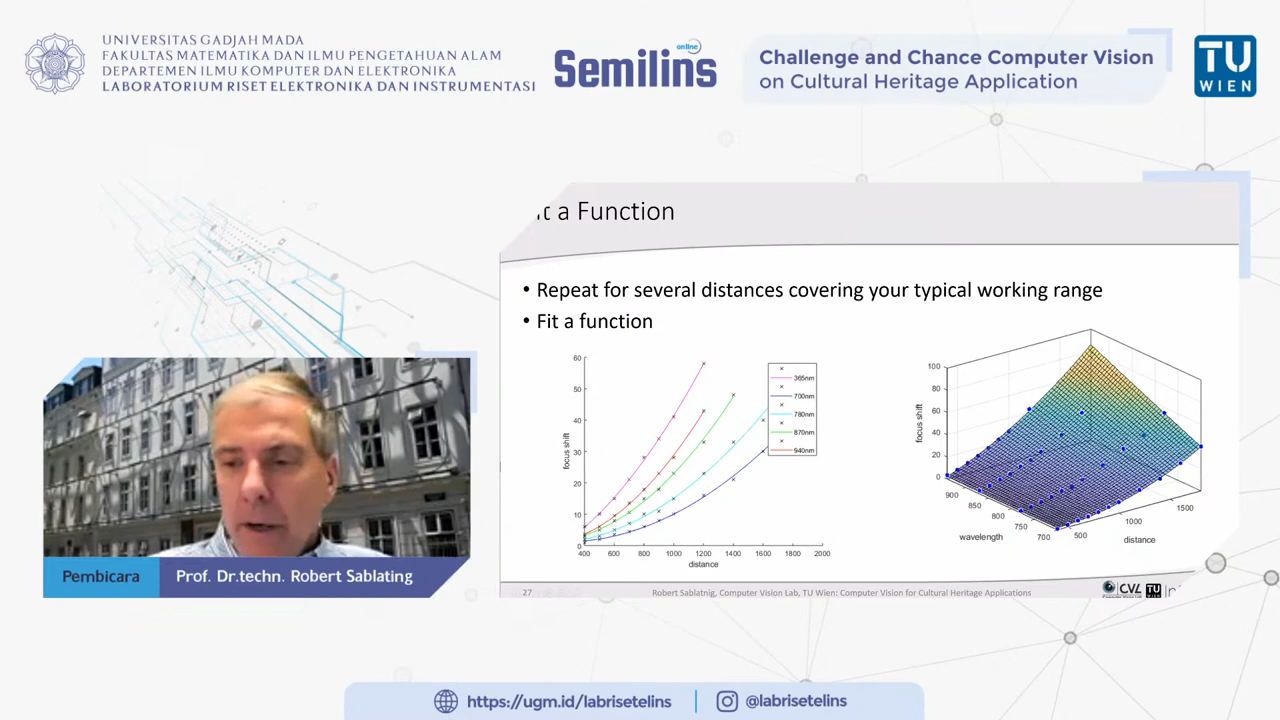 UNIVERSITAS GADJAH MADA
FAKULTAS MATEMATIKA DAN ILMU PENGETAHUAN ALAM
DEPARTEMEN ILMU KOMPUTER DAN ELEKTRONIKA
LABORATORIUM RISET ELEKTRONIKA DAN INSTRUMENTASI
online
Semilins
Challenge and Chance Computer Vision
on Cultural Heritage Application
TU
WIEN
it a Function
• Repeat for several distances covering your typical working range
• Fit a function
60
50
40
30
20
10
0
focus shift
400 600 800 1000 1200 1400 1600 1800 2000
distance
365nm
700nm
780nm
870nm
940nm
100
80
60
40
20
0
focus shift
900
850
800
750
700
wavelength
500
1000
1500
distance
27
Robert Sablatnig, Computer Vision Lab, TU Wien: Computer Vision for Cultural Heritage Applications
CVL
TU
Pembicara
Prof. Dr.techn. Robert Sablating
https://ugm.id/labrisetelins
@labrisetelins